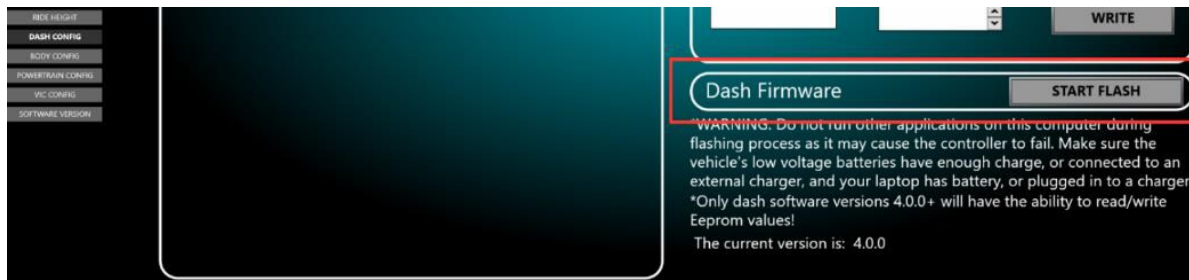 RIDE HEIGHT
DASH CONFIG
BODY CONFIG
POWERTRAIN CONFIG
VIC CONFIG
SOFTWARE VERSION
WRITE
Dash Firmware
START FLASH
*WARNING: Do not run other applications on this computer during
flashing process as it may cause the controller to fail. Make sure the
vehicle's low voltage batteries have enough charge, or connected to an
external charger, and your laptop has battery, or plugged in to a charger
*Only dash software versions 4.0.0+ will have the ability to read/write
Eeprom values!
The current version is: 4.0.0